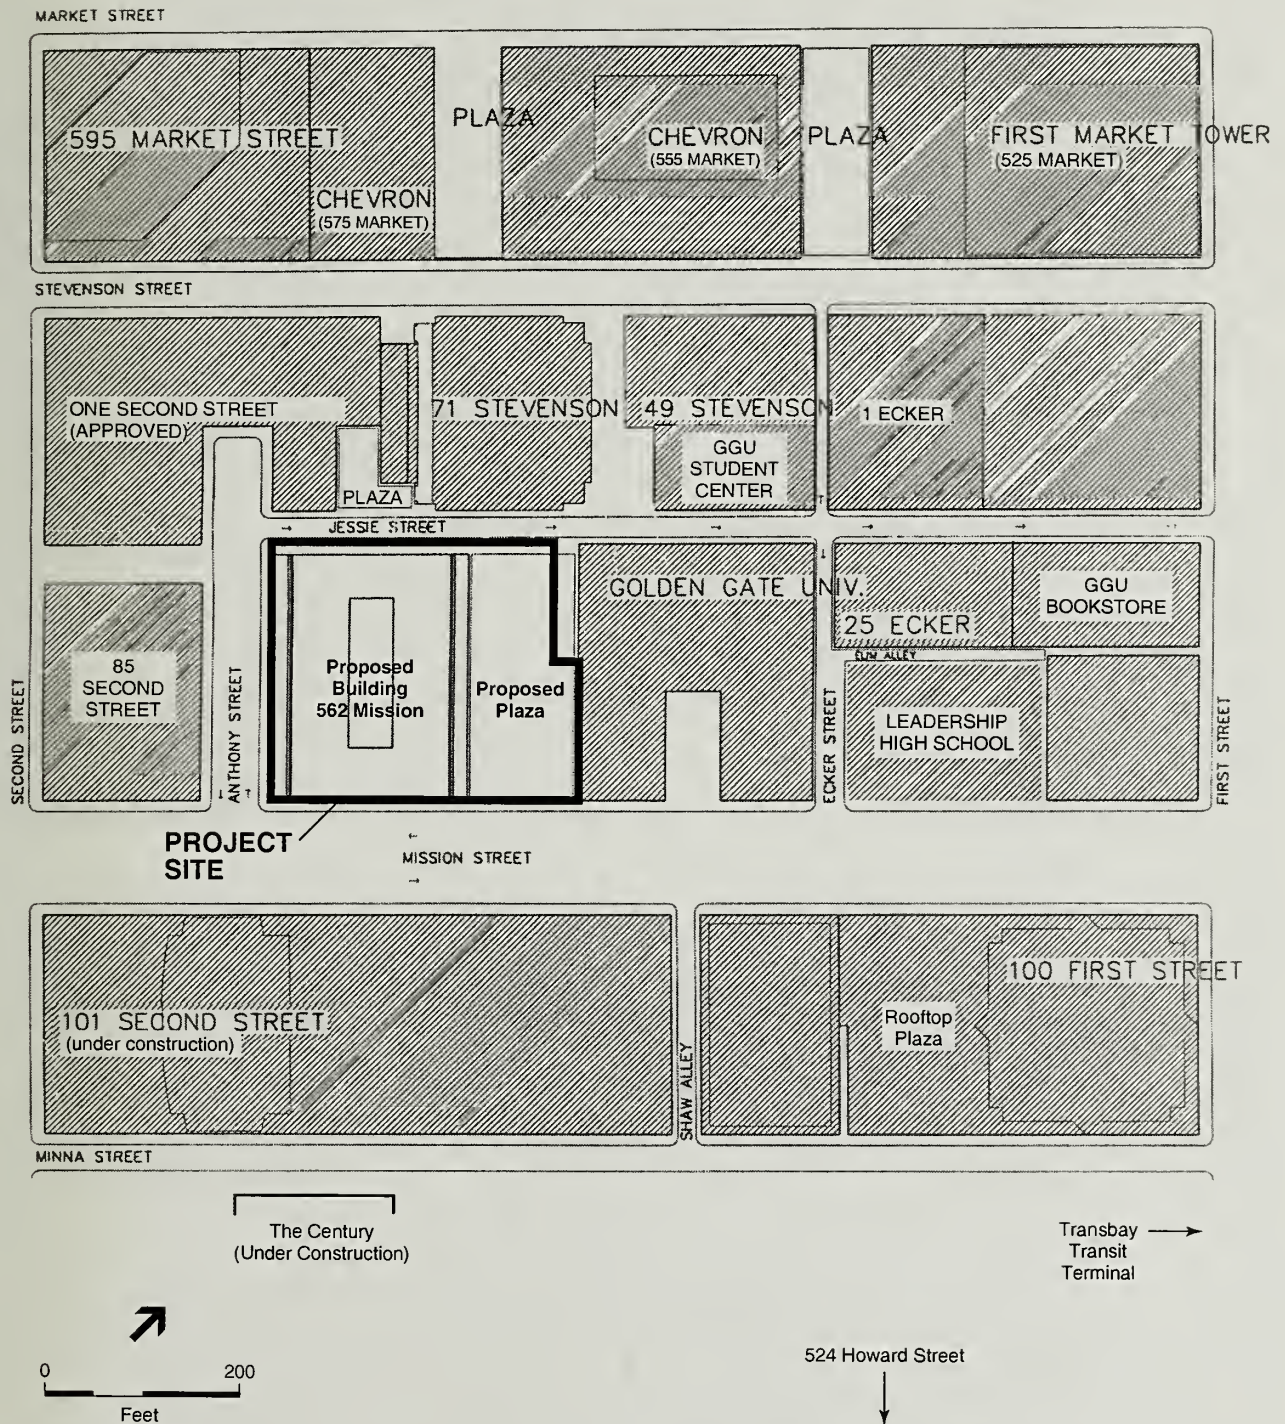 MARKET STREET
595 MARKET STREET
CHEVRON
(575 MARKET)
PLAZA
CHEVRON
(555 MARKET)
PLAZA
FIRST MARKET TOWER
(525 MARKET)
STEVENSON STREET
ONE SECOND STREET
(APPROVED)
PLAZA
71 STEVENSON
49 STEVENSON
GGU
STUDENT
CENTER
1 ECKER
JESSIE STREET
GOLDEN GATE UNIV.
25 ECKER
GGU
BOOKSTORE
ELIM ALLEY
85
SECOND
STREET
SECOND STREET
ANTHONY STREET
Proposed
Building
562 Mission
Proposed
Plaza
ECKER STREET
LEADERSHIP
HIGH SCHOOL
FIRST STREET
PROJECT
SITE
MISSION STREET
101 SECOND STREET
(under construction)
SHAW ALLEY
Rooftop
Plaza
100 FIRST STREET
MINNA STREET
The Century
(Under Construction)
Transbay
Transit
Terminal
0 200
Feet
524 Howard Street